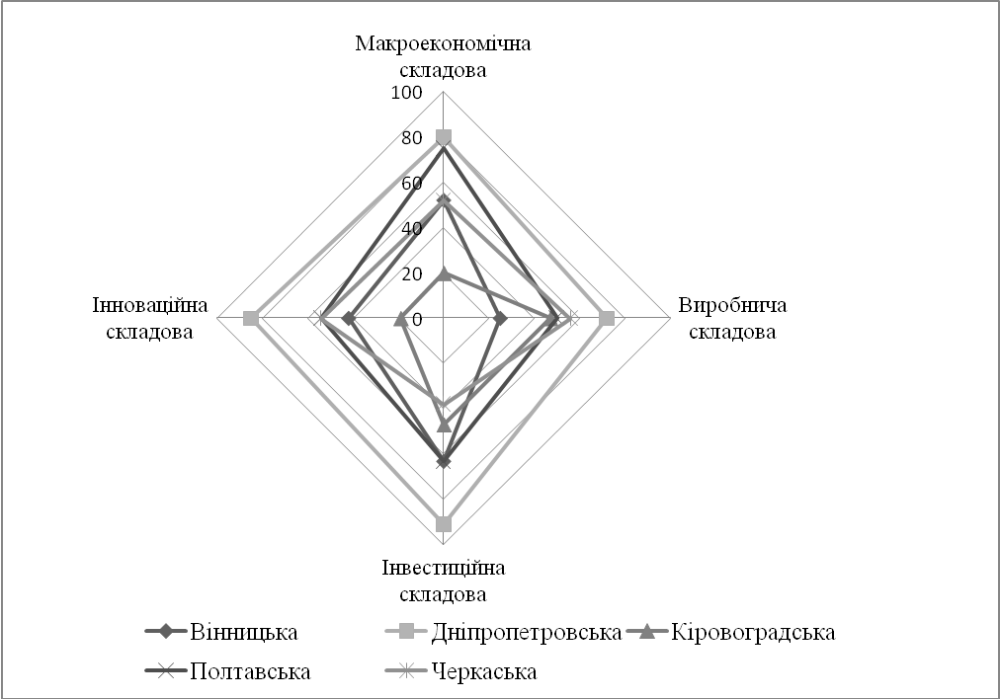 Макроекономічна
складова
100
80
60
40
20
0
Інноваційна
складова
Виробнича
складова
Інвестиційна
складова
Вінницька Дніпропетровська Кіровоградська
Полтавська Черкаська